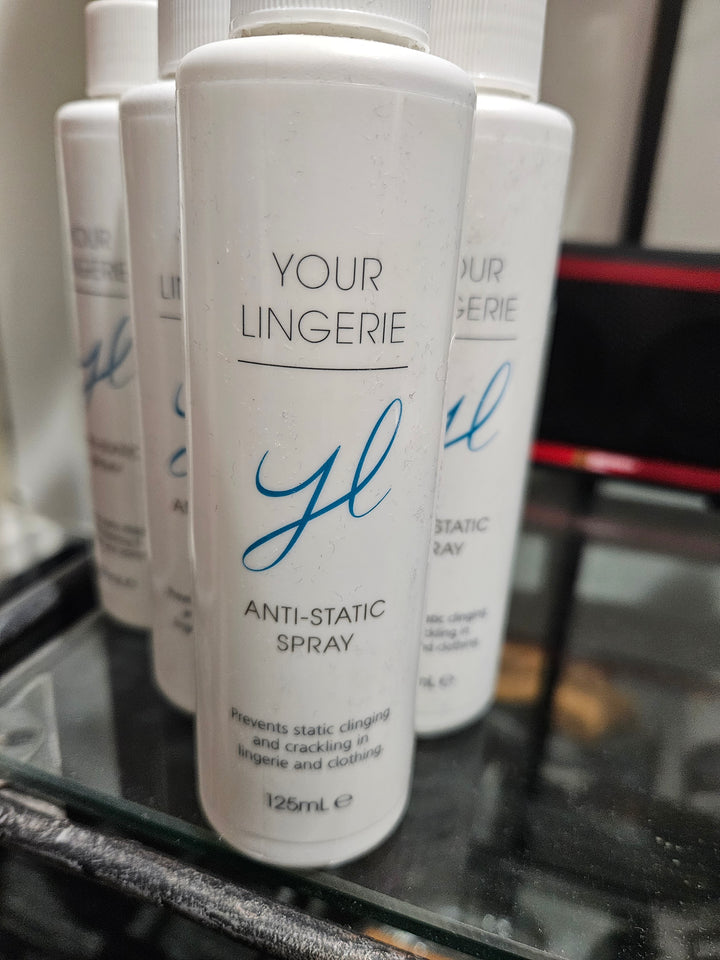 YOUR
LINGERIE
yl
ANTI-STATIC
SPRAY
Prevents static clinging
and crackling in
lingerie and clothing.
125mL ℮